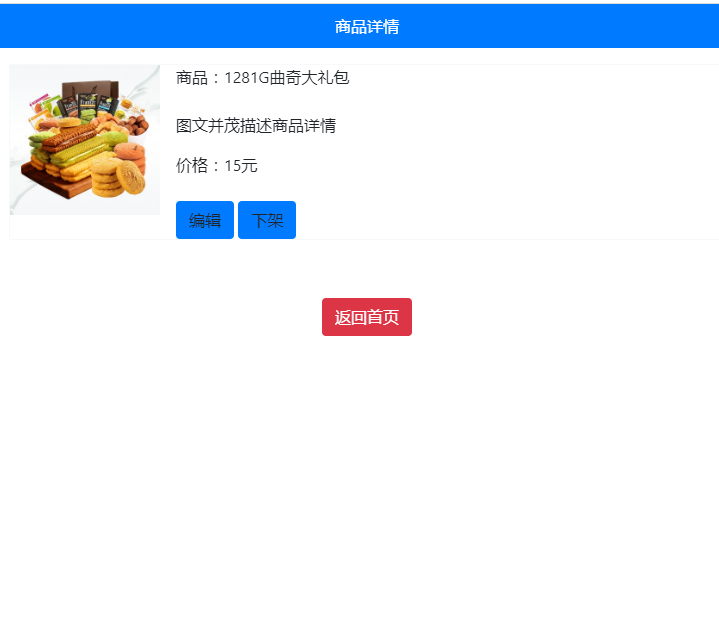 商品详情
商品：1281G曲奇大礼包
图文并茂描述商品详情
价格：15元
编辑 下架
返回首页